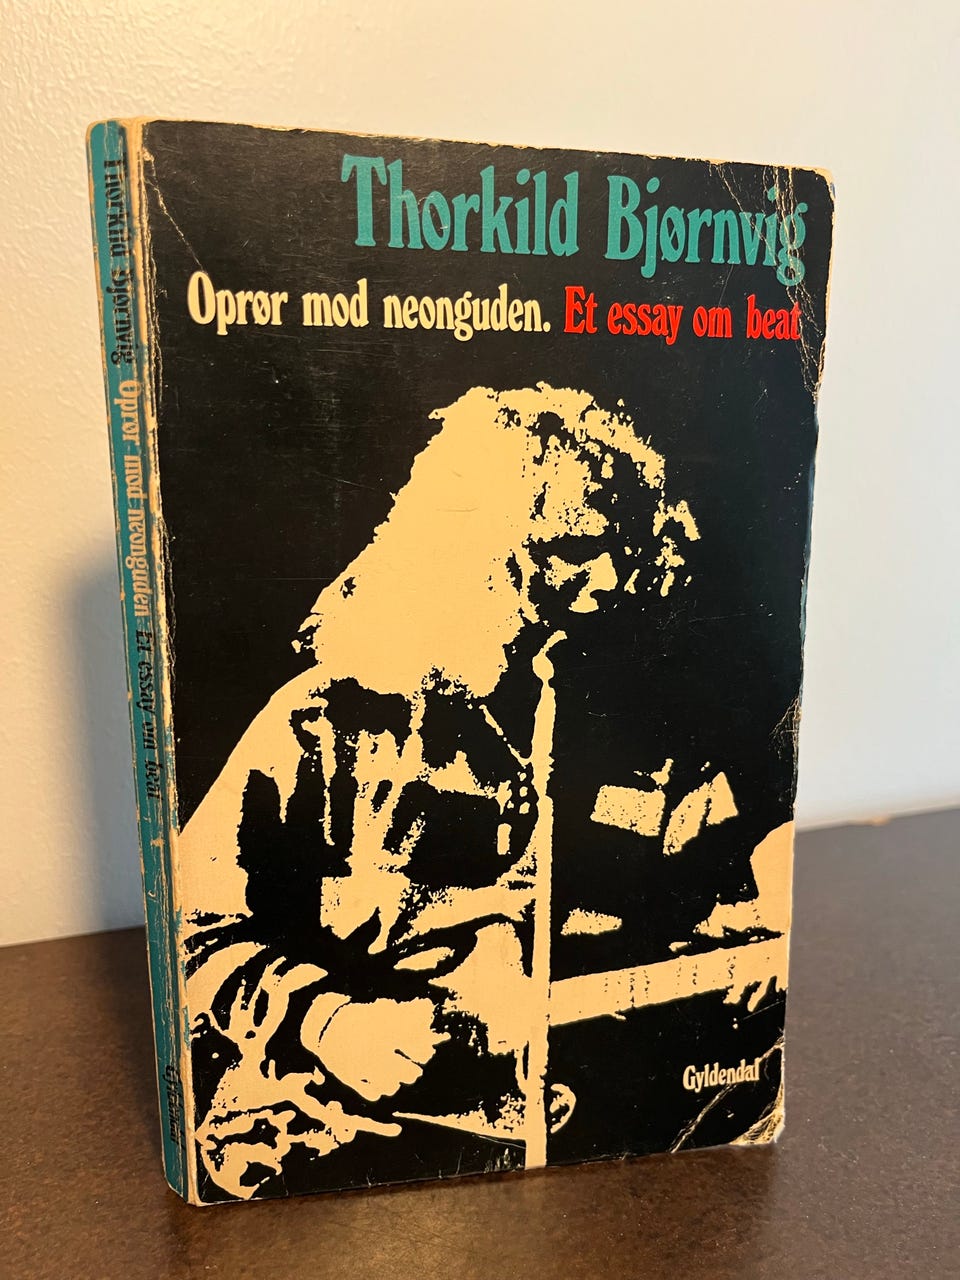 Thorkild Bjørnvig
Oprør mod neonguden. Et essay om beat
Gyldendal
Thorkild Bjørnvig Oprør mod neonguden Et essay om beat Gyldendal